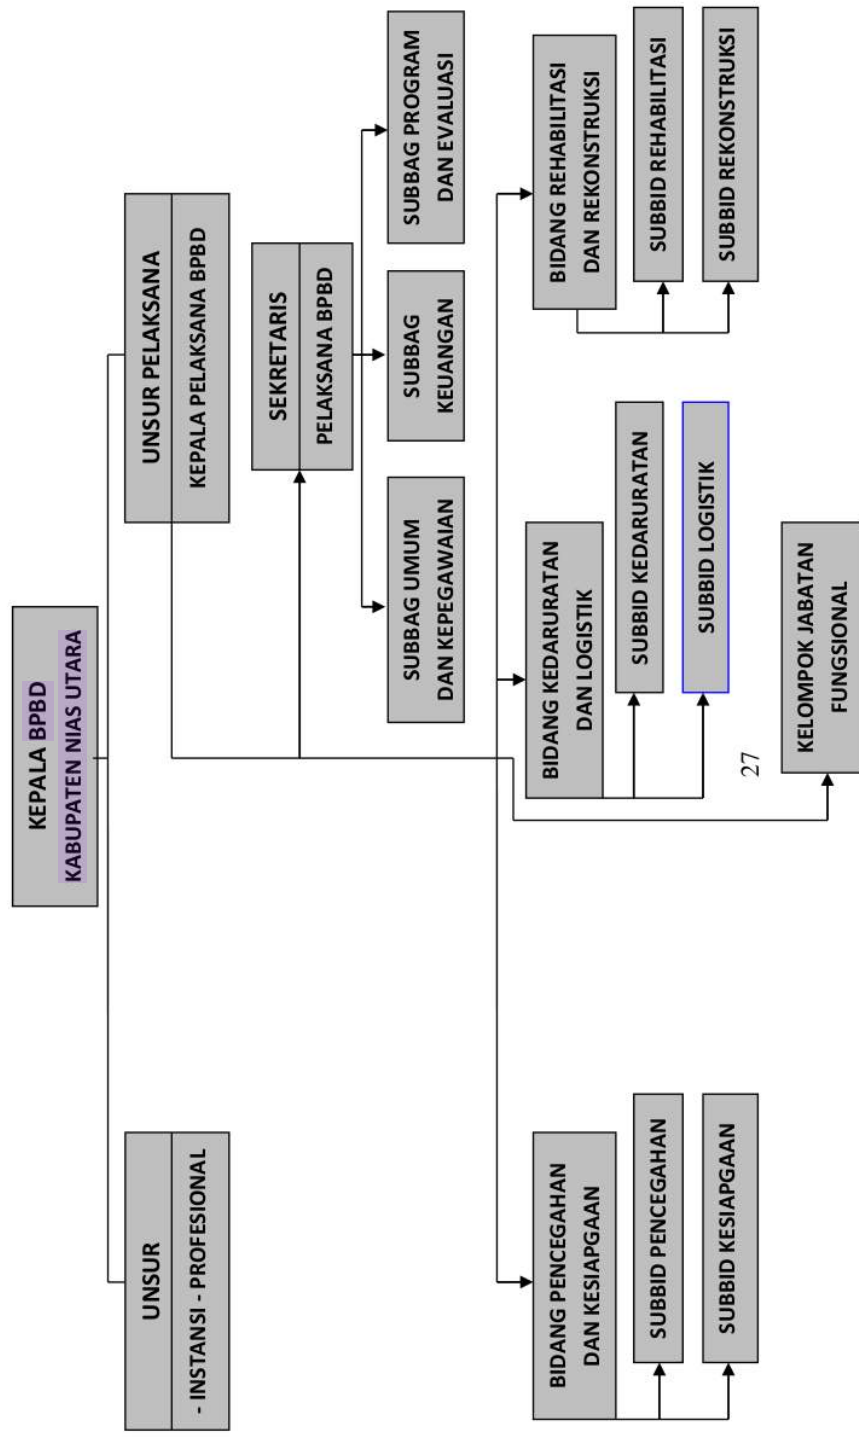 KEPALA BPBD
KABUPATEN NIAS UTARA
UNSUR
- INSTANSI - PROFESIONAL
UNSUR PELAKSANA
KEPALA PELAKSANA BPBD
SEKRETARIS
PELAKSANA BPBD
SUBBAG UMUM
DAN KEPEGAWAIAN
SUBBAG
KEUANGAN
SUBBAG PROGRAM
DAN EVALUASI
BIDANG PENCEGAHAN
DAN KESIAPGAAN
SUBBID PENCEGAHAN
SUBBID KESIAPGAAN
BIDANG KEDARURATAN
DAN LOGISTIK
SUBBID KEDARURATAN
SUBBID LOGISTIK
BIDANG REHABILITASI
DAN REKONSTRUKSI
SUBBID REHABILITASI
SUBBID REKONSTRUKSI
27
KELOMPOK JABATAN
FUNGSIONAL